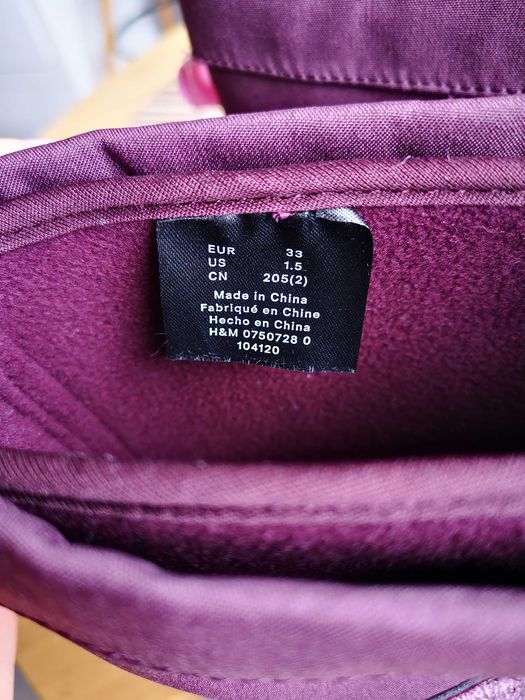 EUR 33
US 1.5
CN 205(2)
Made in China
Fabriqué en Chine
Hecho en China
H&M 0750728 0
104120